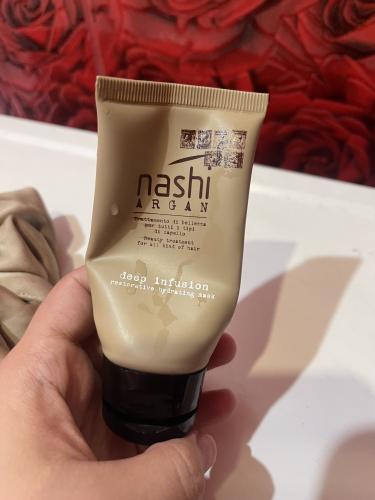 nashi
ARGAN
Trattamento di bellezza
per tutti i tipi
di capello
Beauty treatment
for all kind of hair
deep infusion
restorative hydrating mask